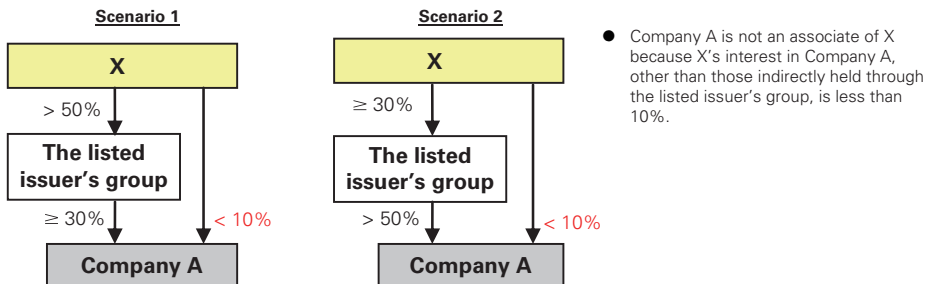 Scenario 1
X
> 50%
The listed
issuer's group
≥ 30%
< 10%
Company A
Scenario 2
X
≥ 30%
The listed
issuer's group
> 50%
< 10%
Company A
● Company A is not an associate of X
because X's interest in Company A,
other than those indirectly held through
the listed issuer's group, is less than
10%.